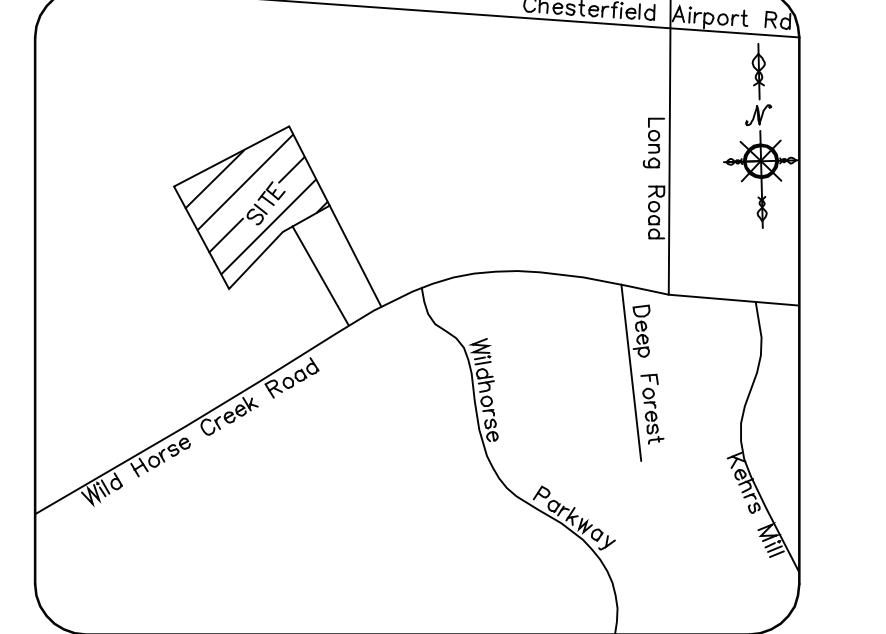 Chesterfield Airport Rd
N
Long Road
SITE
Deep Forest
Wildhorse
Parkway
Wild Horse Creek Road
Kehrs Mill